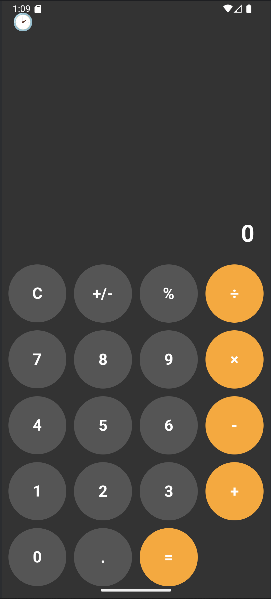 1:09
0
C +/- % ÷
7 8 9 ×
4 5 6 -
1 2 3 +
0 . =